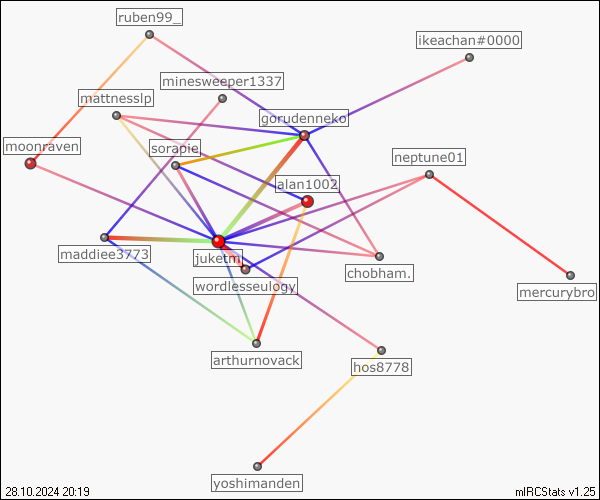 ruben99_
ikeachan#0000
minesweeper1337
mattnesslp
gorudenneko
moonraven
sorapie
neptune01
alan1002
maddiee3773
juketm
chobham.
wordlesseulogy
mercurybro
arthurnovack
hos8778
yoshimanden
28.10.2024 20:19
mIRCStats v1.25